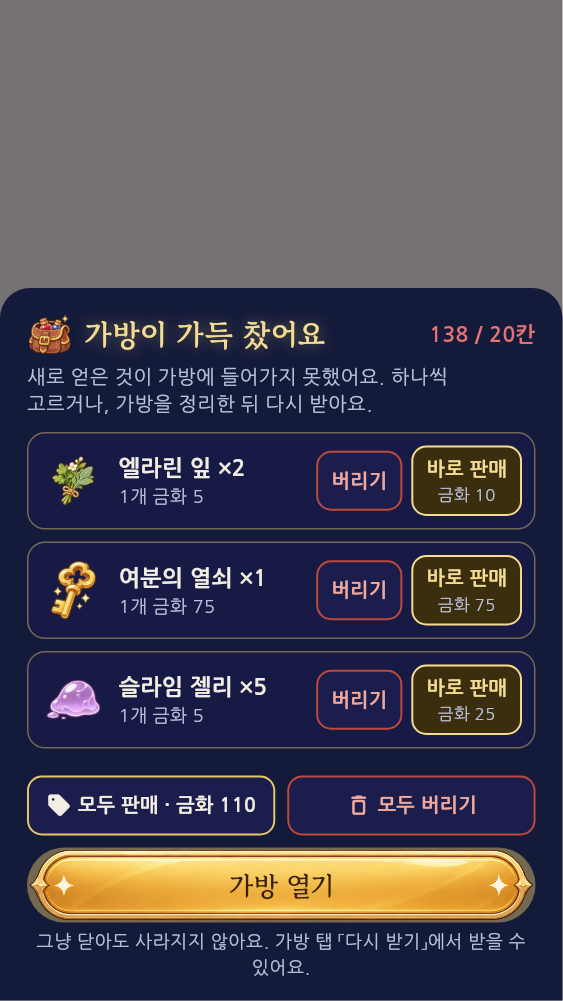 가방이 가득 찼어요
138 / 20칸
새로 얻은 것이 가방에 들어가지 못했어요. 하나씩
고르거나, 가방을 정리한 뒤 다시 받아요.
엘라린 잎 ×2
1개 금화 5
버리기
바로 판매
금화 10
여분의 열쇠 ×1
1개 금화 75
버리기
바로 판매
금화 75
슬라임 젤리 ×5
1개 금화 5
버리기
바로 판매
금화 25
모두 판매 · 금화 110
모두 버리기
가방 열기
그냥 닫아도 사라지지 않아요. 가방 탭 「다시 받기」에서 받을 수
있어요.